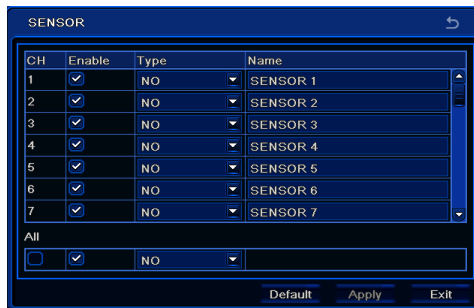 SENSOR
CH Enable Type Name
1 NO SENSOR 1
2 NO SENSOR 2
3 NO SENSOR 3
4 NO SENSOR 4
5 NO SENSOR 5
6 NO SENSOR 6
7 NO SENSOR 7
All
NO
Default Apply Exit